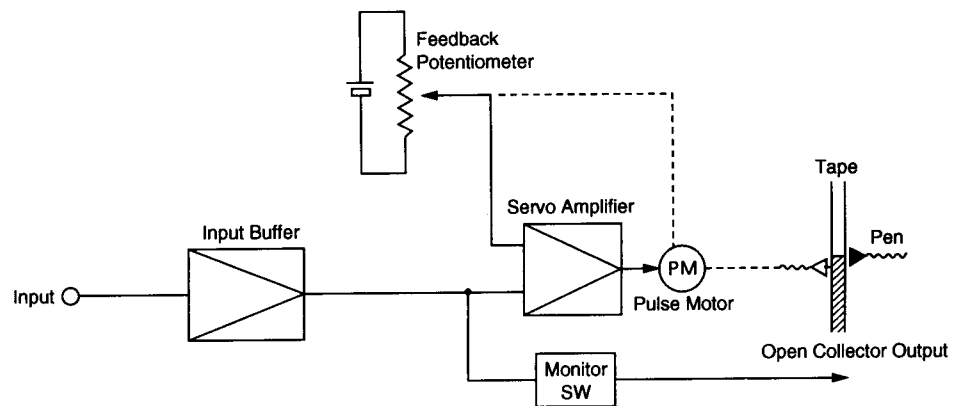 Feedback
Potentiometer
Tape
Servo Amplifier
Input Buffer
Pen
Input
PM
Pulse Motor
Open Collector Output
Monitor
SW